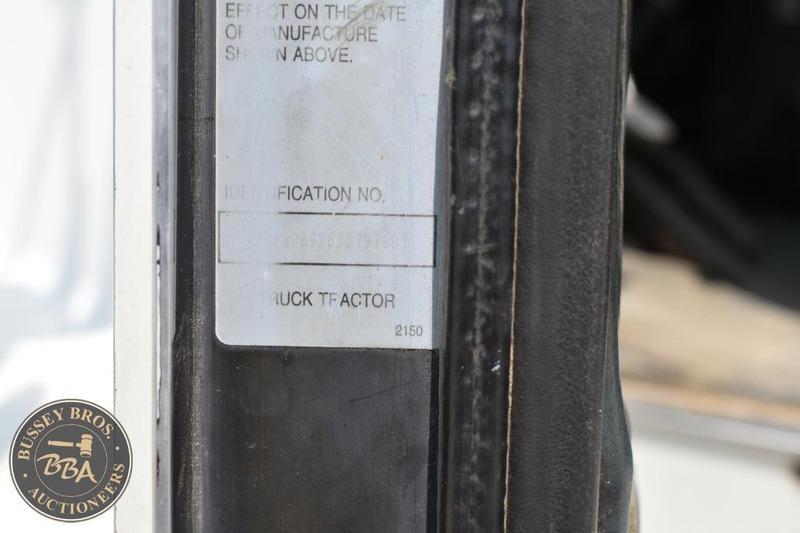 EFFECT ON THE DATE
OF MANUFACTURE
SHOWN ABOVE.
IDENTIFICATION NO.
TRUCK TRACTOR
2150
BUSSEY BROS.
BBA
AUCTIONEERS